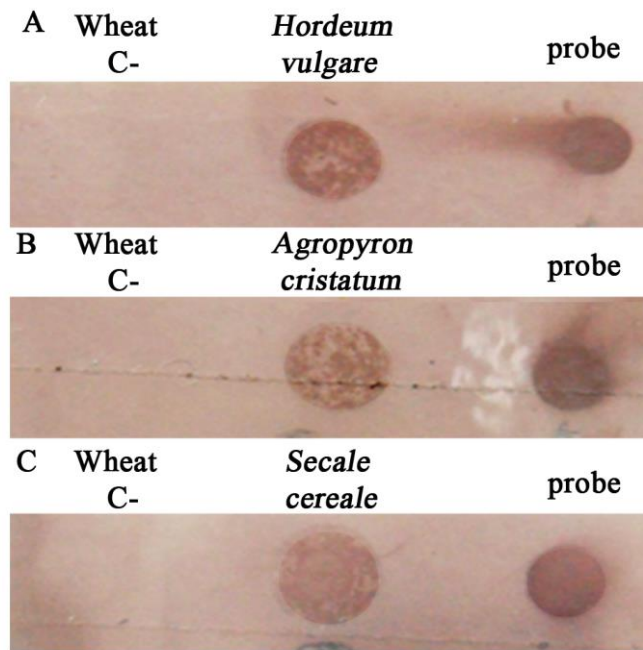 A Wheat Hordeum probe
C- vulgare
B Wheat Agropyron probe
C- cristatum
C Wheat Secale probe
C- cereale